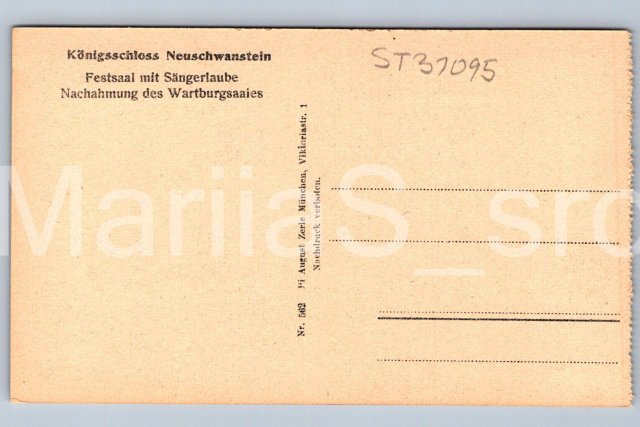 Königsschloss Neuschwanstein
Festsaal mit Sängerlaube
Nachahmung des Wartburgsaales
ST37095
Nr. 562 Pi August Zerle München, Viktoriastr. 1
Nachdruck verboten.
MariiaS_src